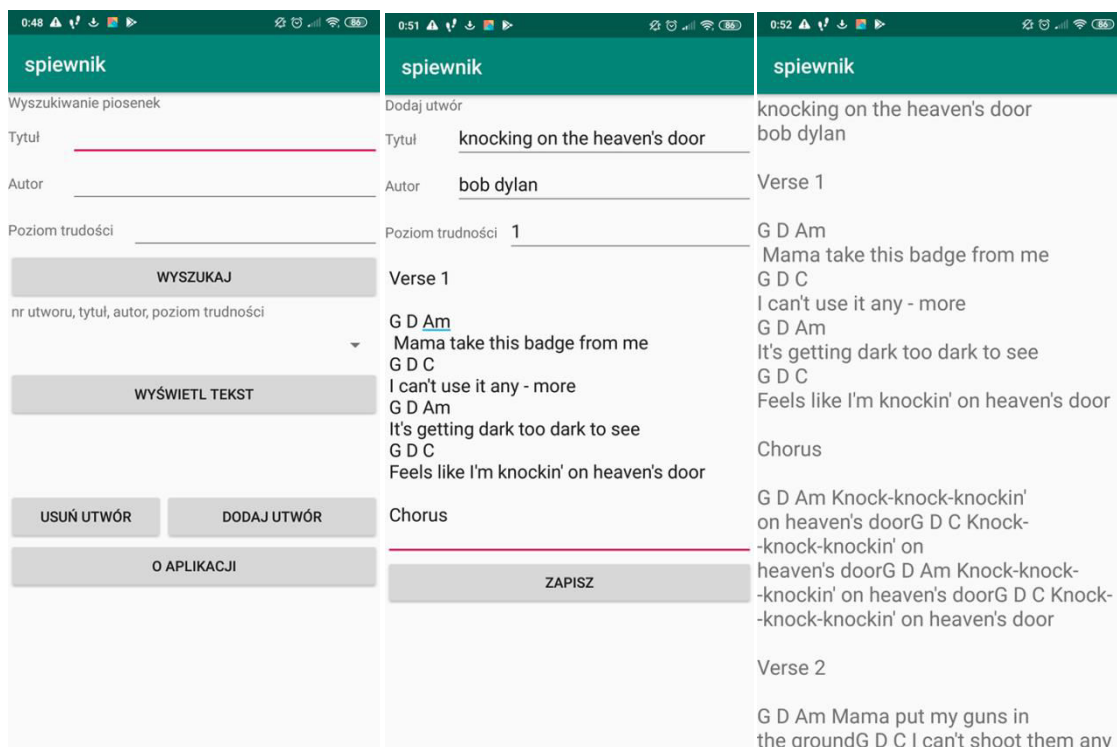 0:48
86
spiewnik
Wyszukiwanie piosenek
Tytuł
Autor
Poziom trudości
WYSZUKAJ
nr utworu, tytuł, autor, poziom trudności
WYŚWIETL TEKST
USUŃ UTWÓR DODAJ UTWÓR
O APLIKACJI
0:51
86
spiewnik
Dodaj utwór
Tytuł knocking on the heaven's door
Autor bob dylan
Poziom trudności 1
Verse 1
G D Am
Mama take this badge from me
G D C
I can't use it any - more
G D Am
It's getting dark too dark to see
G D C
Feels like I'm knockin' on heaven's door
Chorus
ZAPISZ
0:52
86
spiewnik
knocking on the heaven's door
bob dylan
Verse 1
G D Am
Mama take this badge from me
G D C
I can't use it any - more
G D Am
It's getting dark too dark to see
G D C
Feels like I'm knockin' on heaven's door
Chorus
G D Am Knock-knock-knockin'
on heaven's doorG D C Knock-
-knock-knockin' on
heaven's doorG D Am Knock-knock-
-knockin' on heaven's doorG D C Knock-
-knock-knockin' on heaven's door
Verse 2
G D Am Mama put my guns in
the groundG D C I can't shoot them any